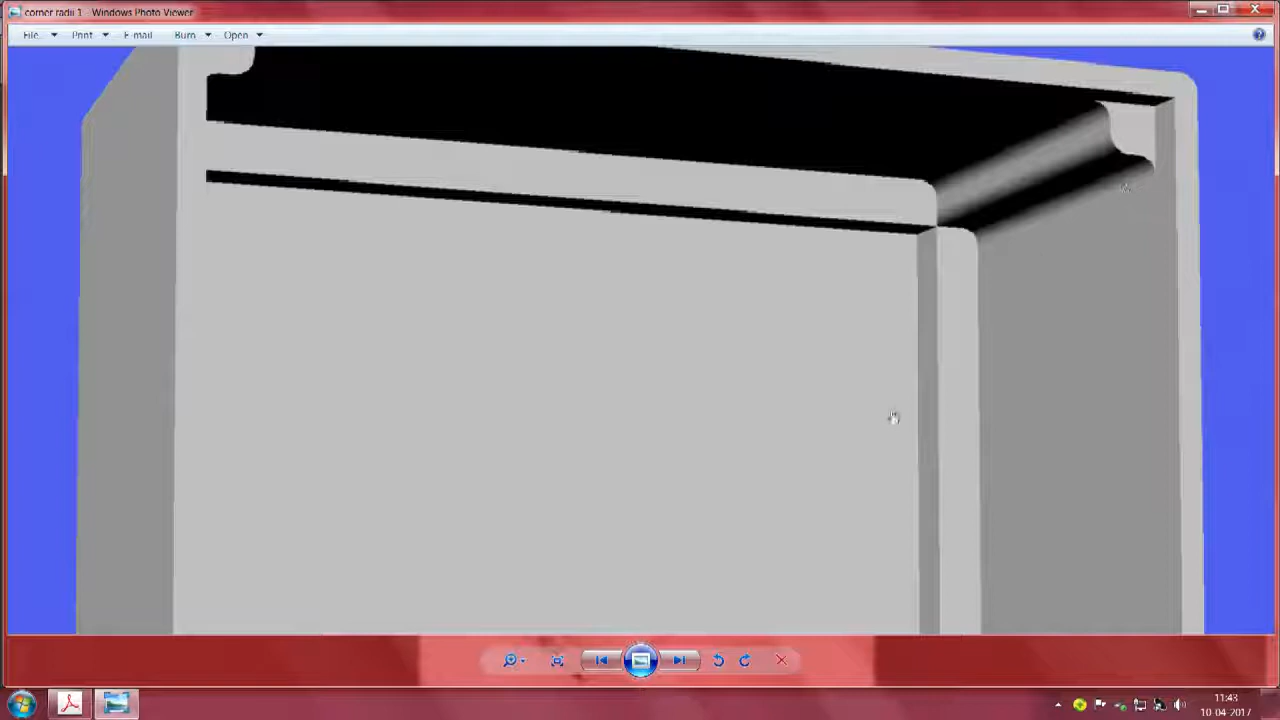 corner radii 1 - Windows Photo Viewer
File Print E-mail Burn Open
11:43
10-04-2017